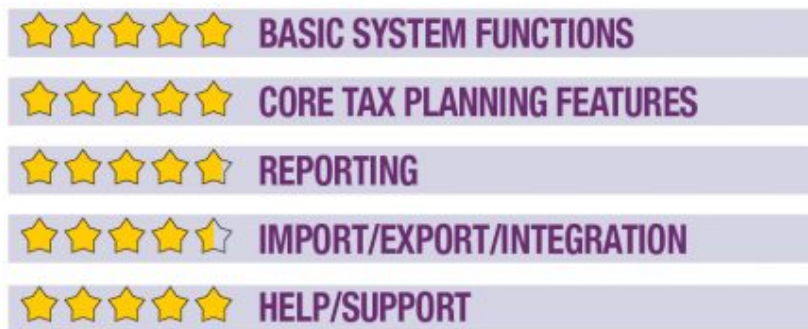 BASIC SYSTEM FUNCTIONS
CORE TAX PLANNING FEATURES
REPORTING
IMPORT/EXPORT/INTEGRATION
HELP/SUPPORT